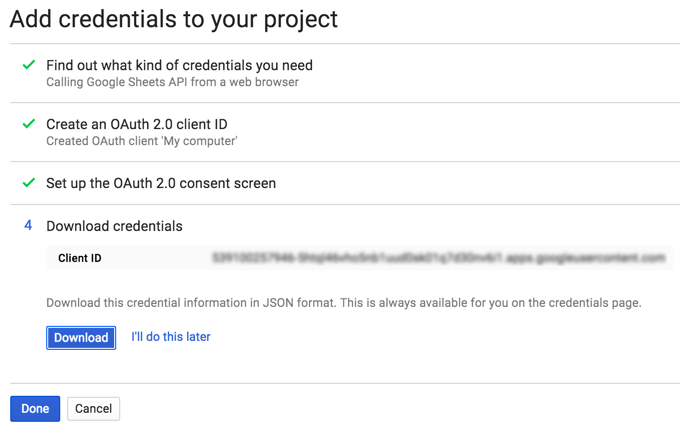 Add credentials to your project
Find out what kind of credentials you need
Calling Google Sheets API from a web browser
Create an OAuth 2.0 client ID
Created OAuth client 'My computer'
Set up the OAuth 2.0 consent screen
4 Download credentials
Client ID
Download this credential information in JSON format. This is always available for you on the credentials page.
Download I'll do this later
Done Cancel